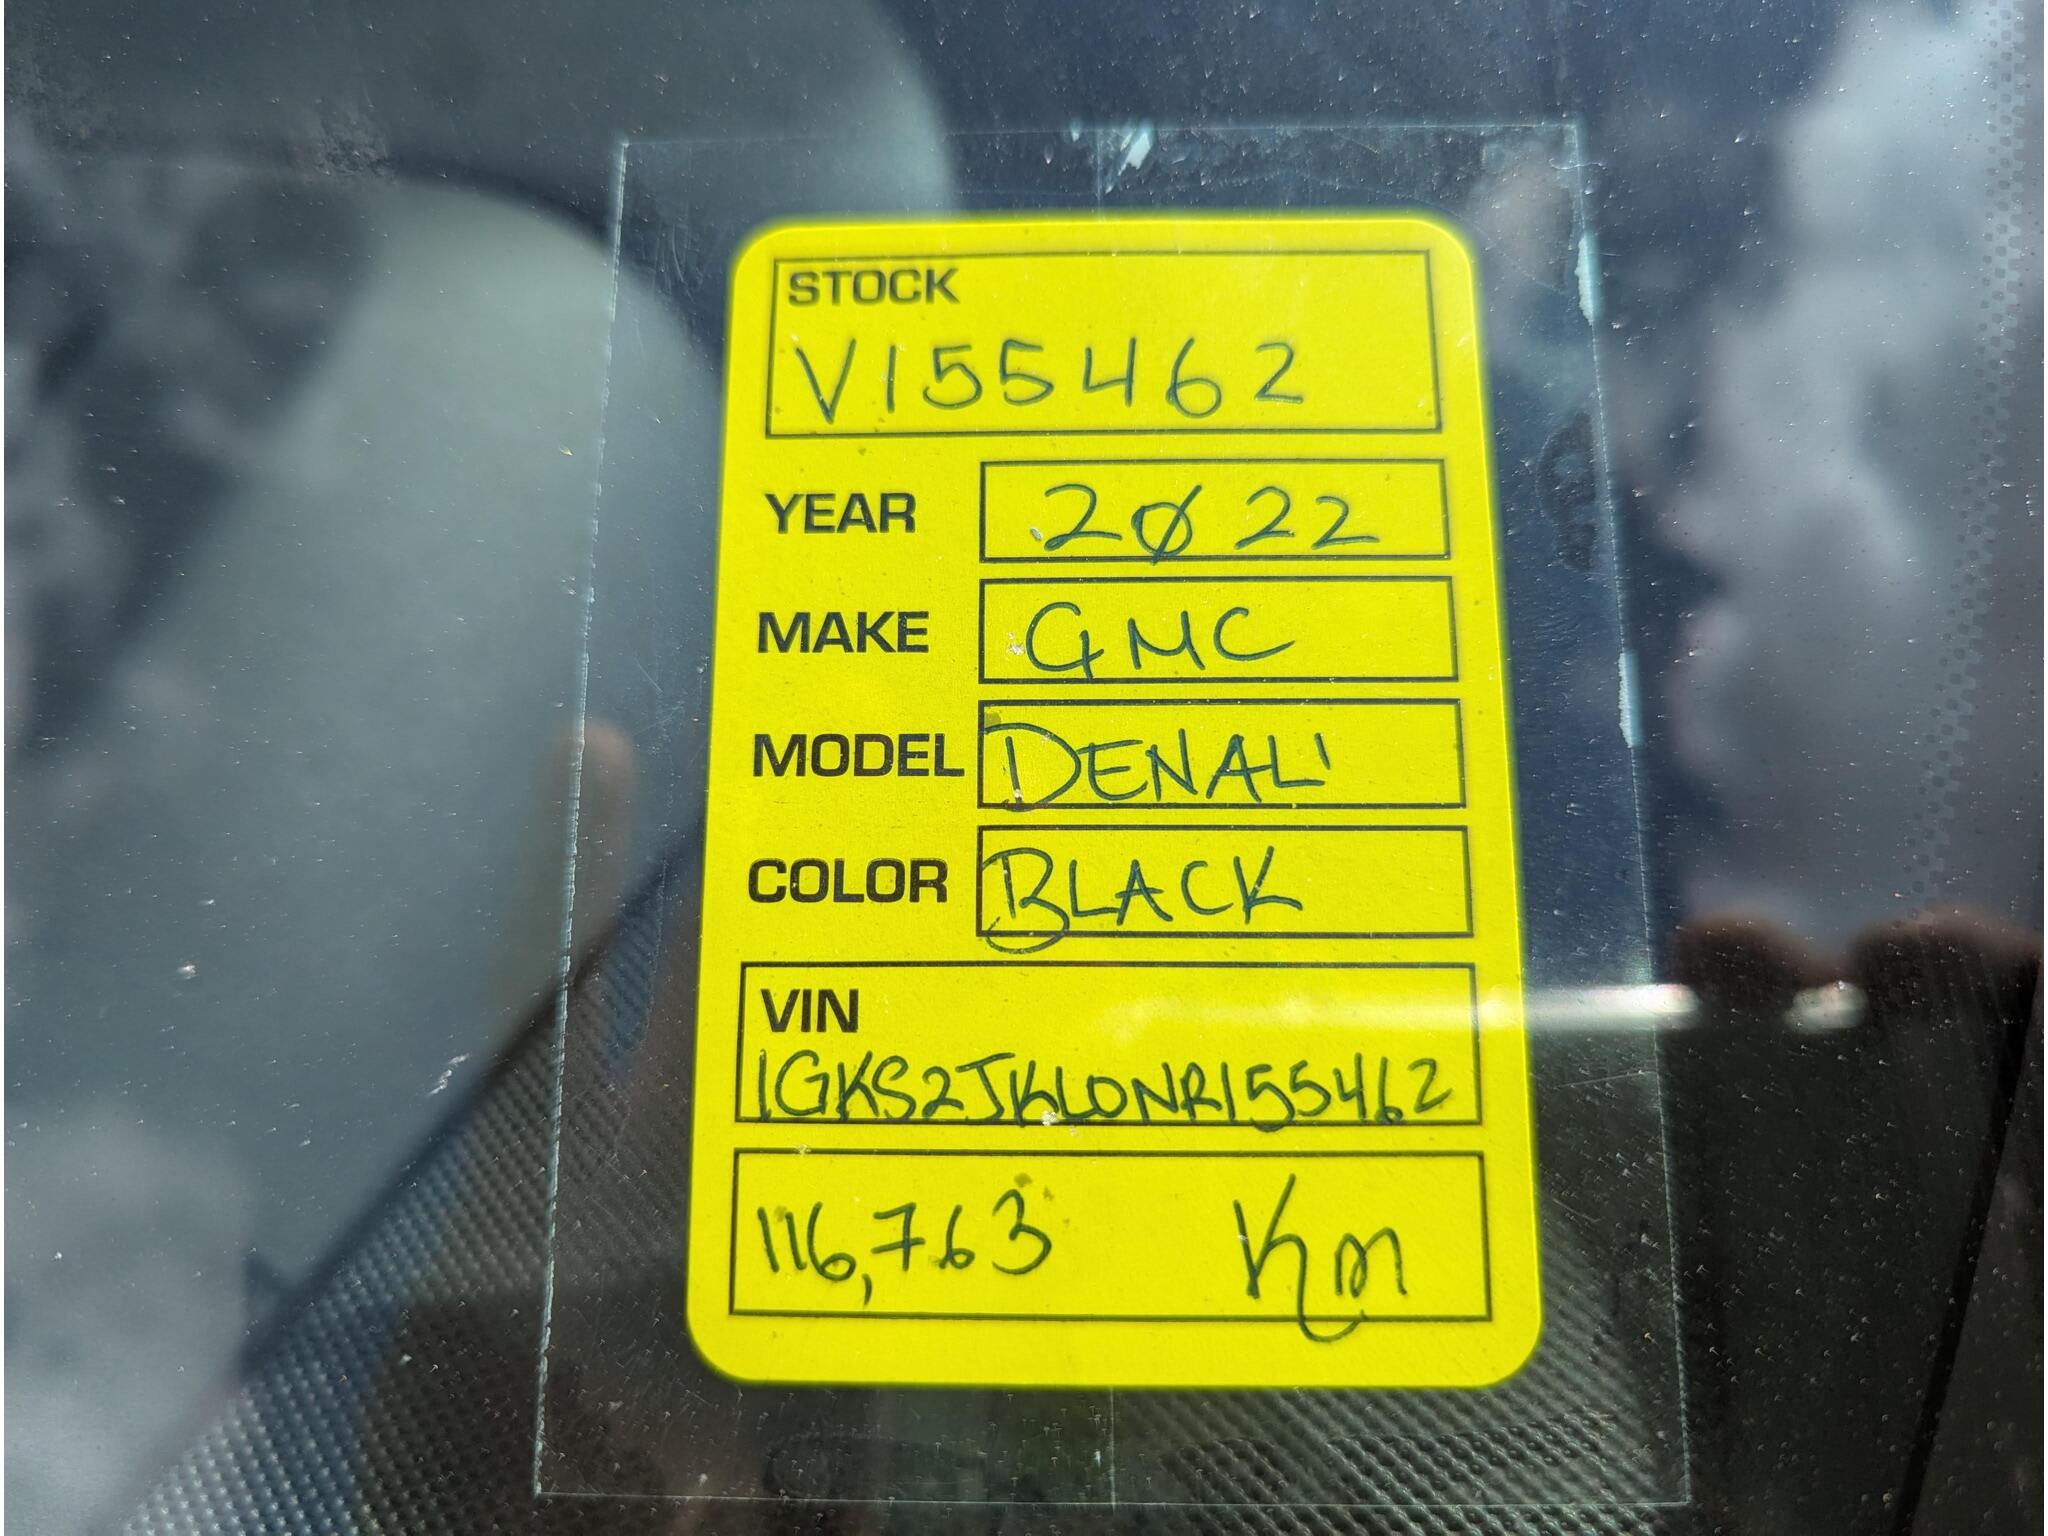 STOCK
V155462
YEAR 2022
MAKE GMC
MODEL DENALI
COLOR BLACK
VIN
1GKS2JKL0NR155462
116,763 Km